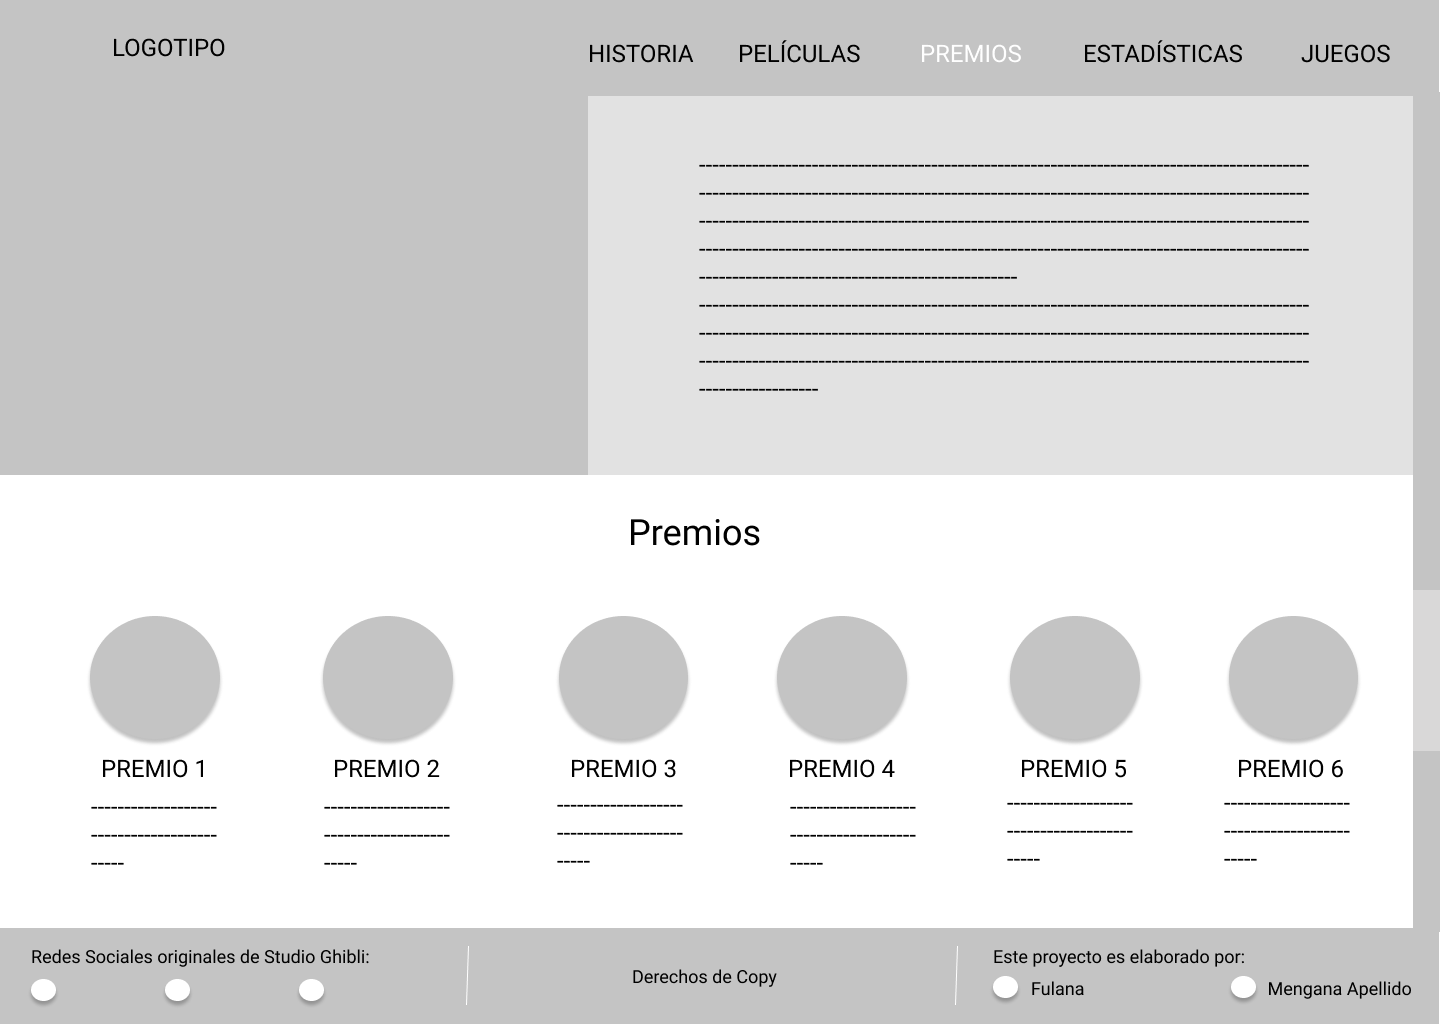 LOGOTIPO
HISTORIA PELÍCULAS PREMIOS ESTADÍSTICAS JUEGOS
--------------------------------------------------------------------------------------------
--------------------------------------------------------------------------------------------
--------------------------------------------------------------------------------------------
--------------------------------------------------------------------------------------------
------------------------------------------------
--------------------------------------------------------------------------------------------
--------------------------------------------------------------------------------------------
--------------------------------------------------------------------------------------------
------------------
Premios
PREMIO 1 PREMIO 2 PREMIO 3 PREMIO 4 PREMIO 5 PREMIO 6
------------------- ------------------- ------------------- ------------------- ------------------- -------------------
------------------- ------------------- ------------------- ------------------- ------------------- -------------------
----- ----- ----- ----- ----- -----
Redes Sociales originales de Studio Ghibli:
Derechos de Copy
Este proyecto es elaborado por:
Fulana Mengana Apellido